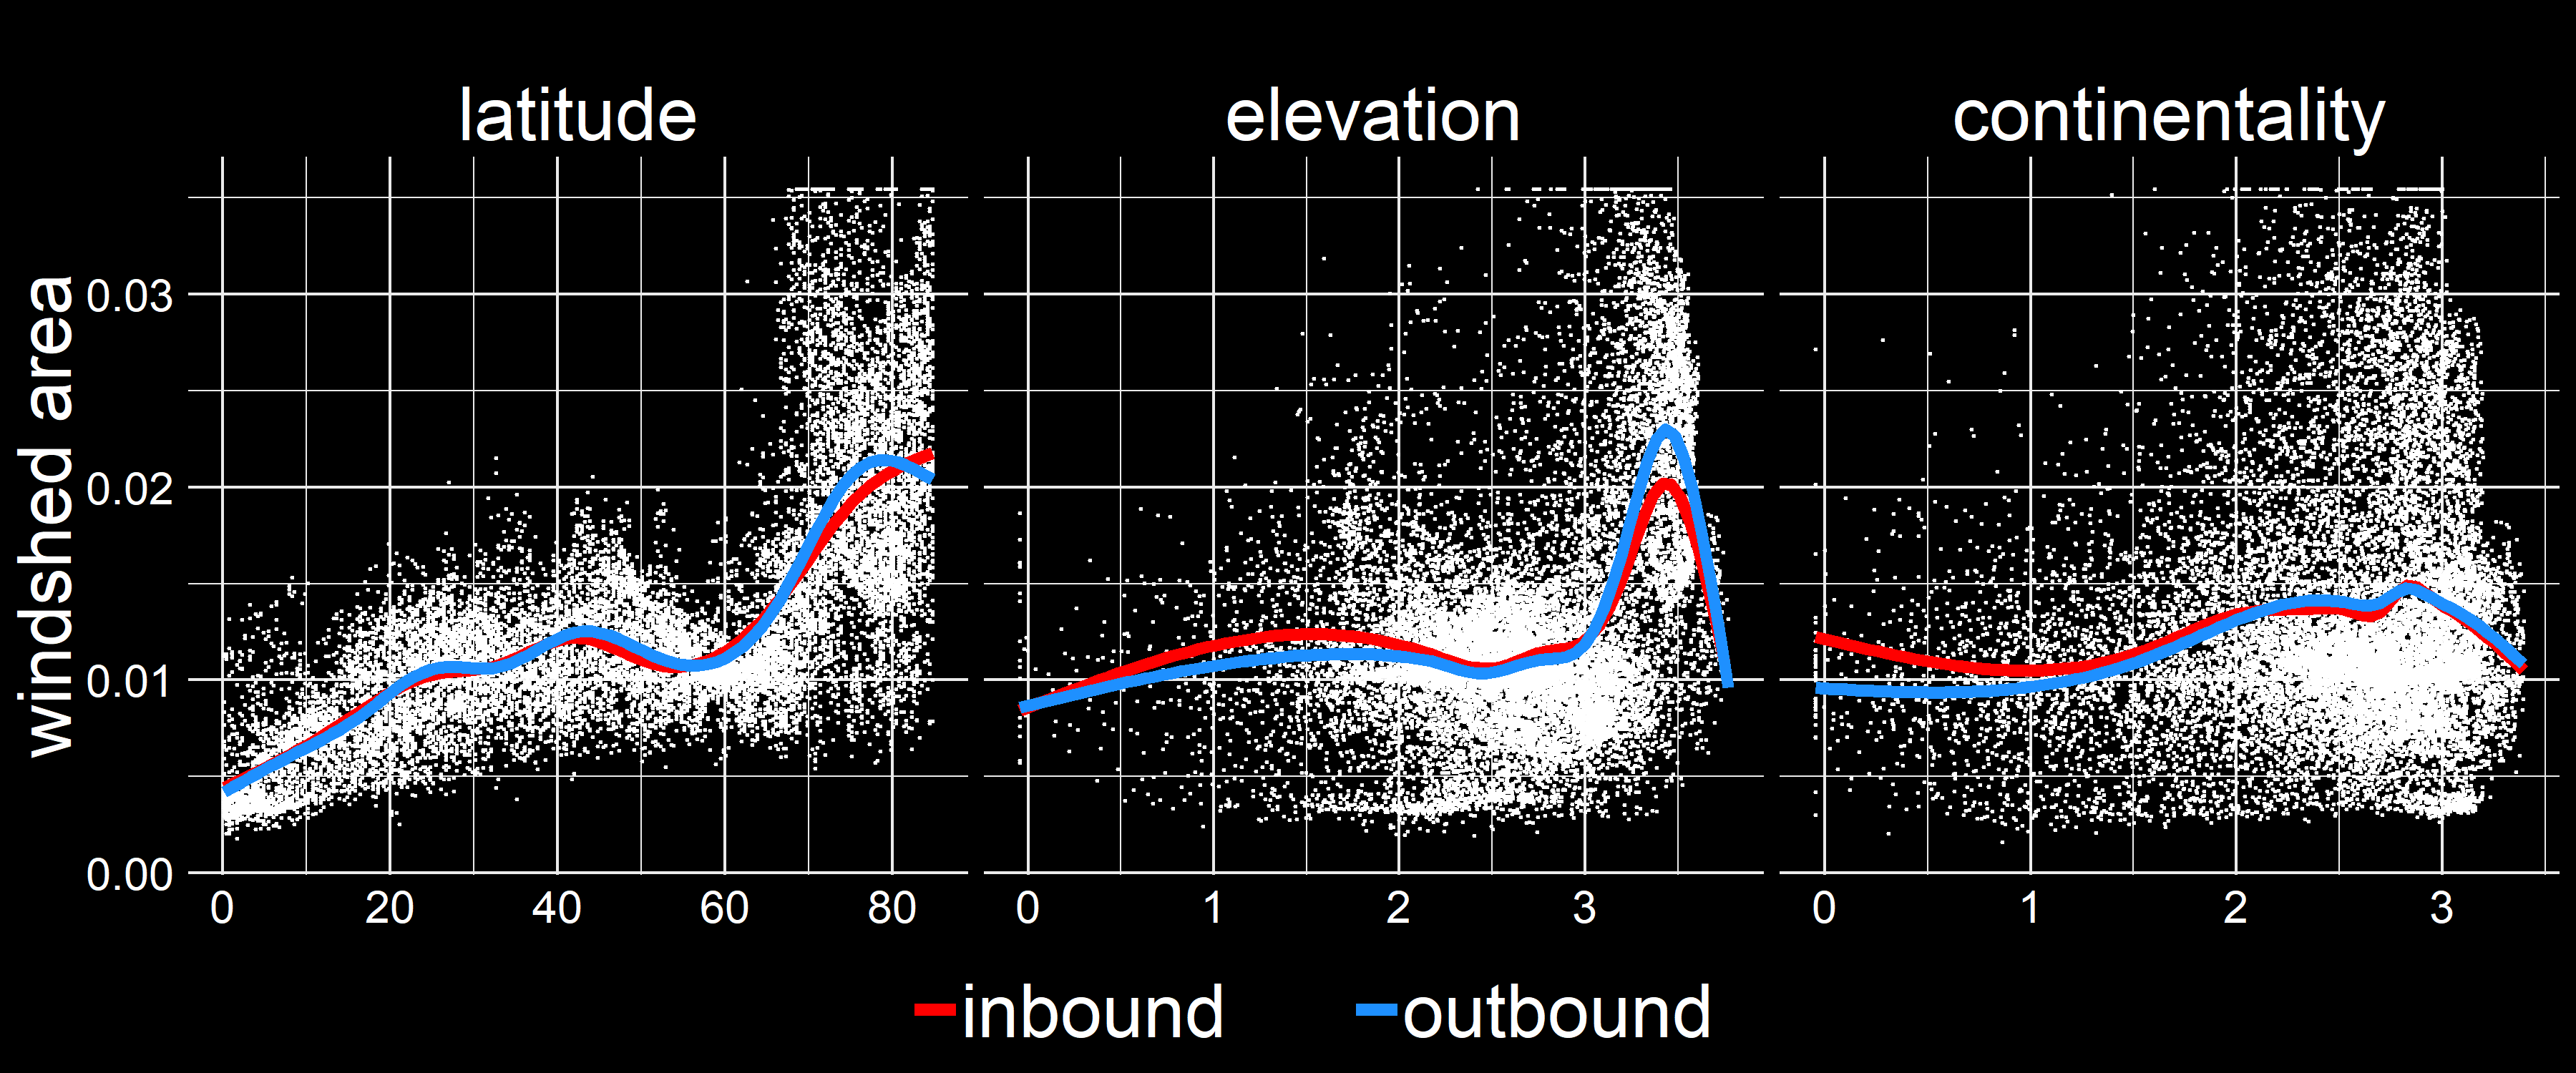 latitude
elevation
continentality
windshed area
0.03
0.02
0.01
0.00
0 20 40 60 80
0 1 2 3
0 1 2 3
inbound
outbound